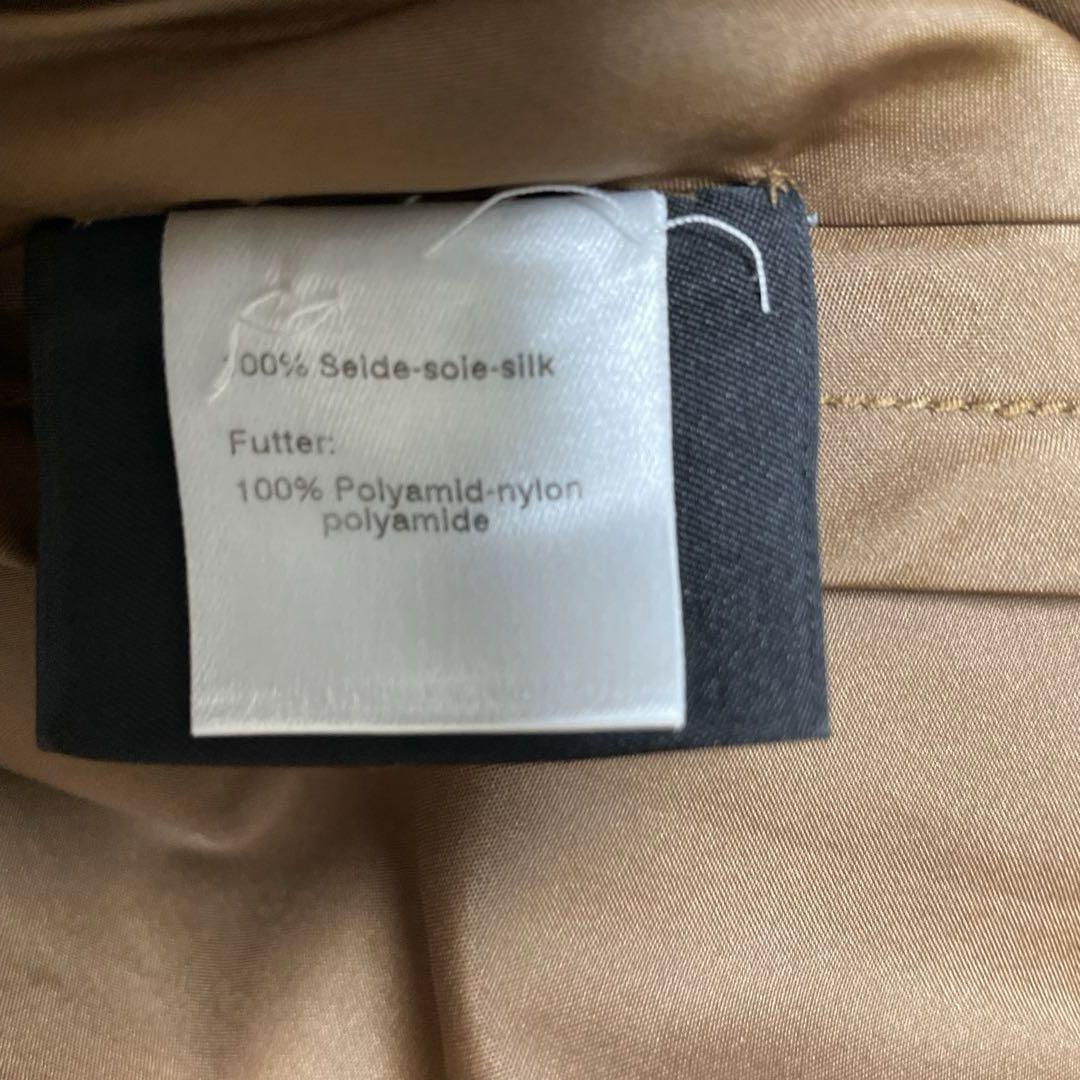 100% Seide-soie-silk
Futter:
100% Polyamid-nylon
polyamide